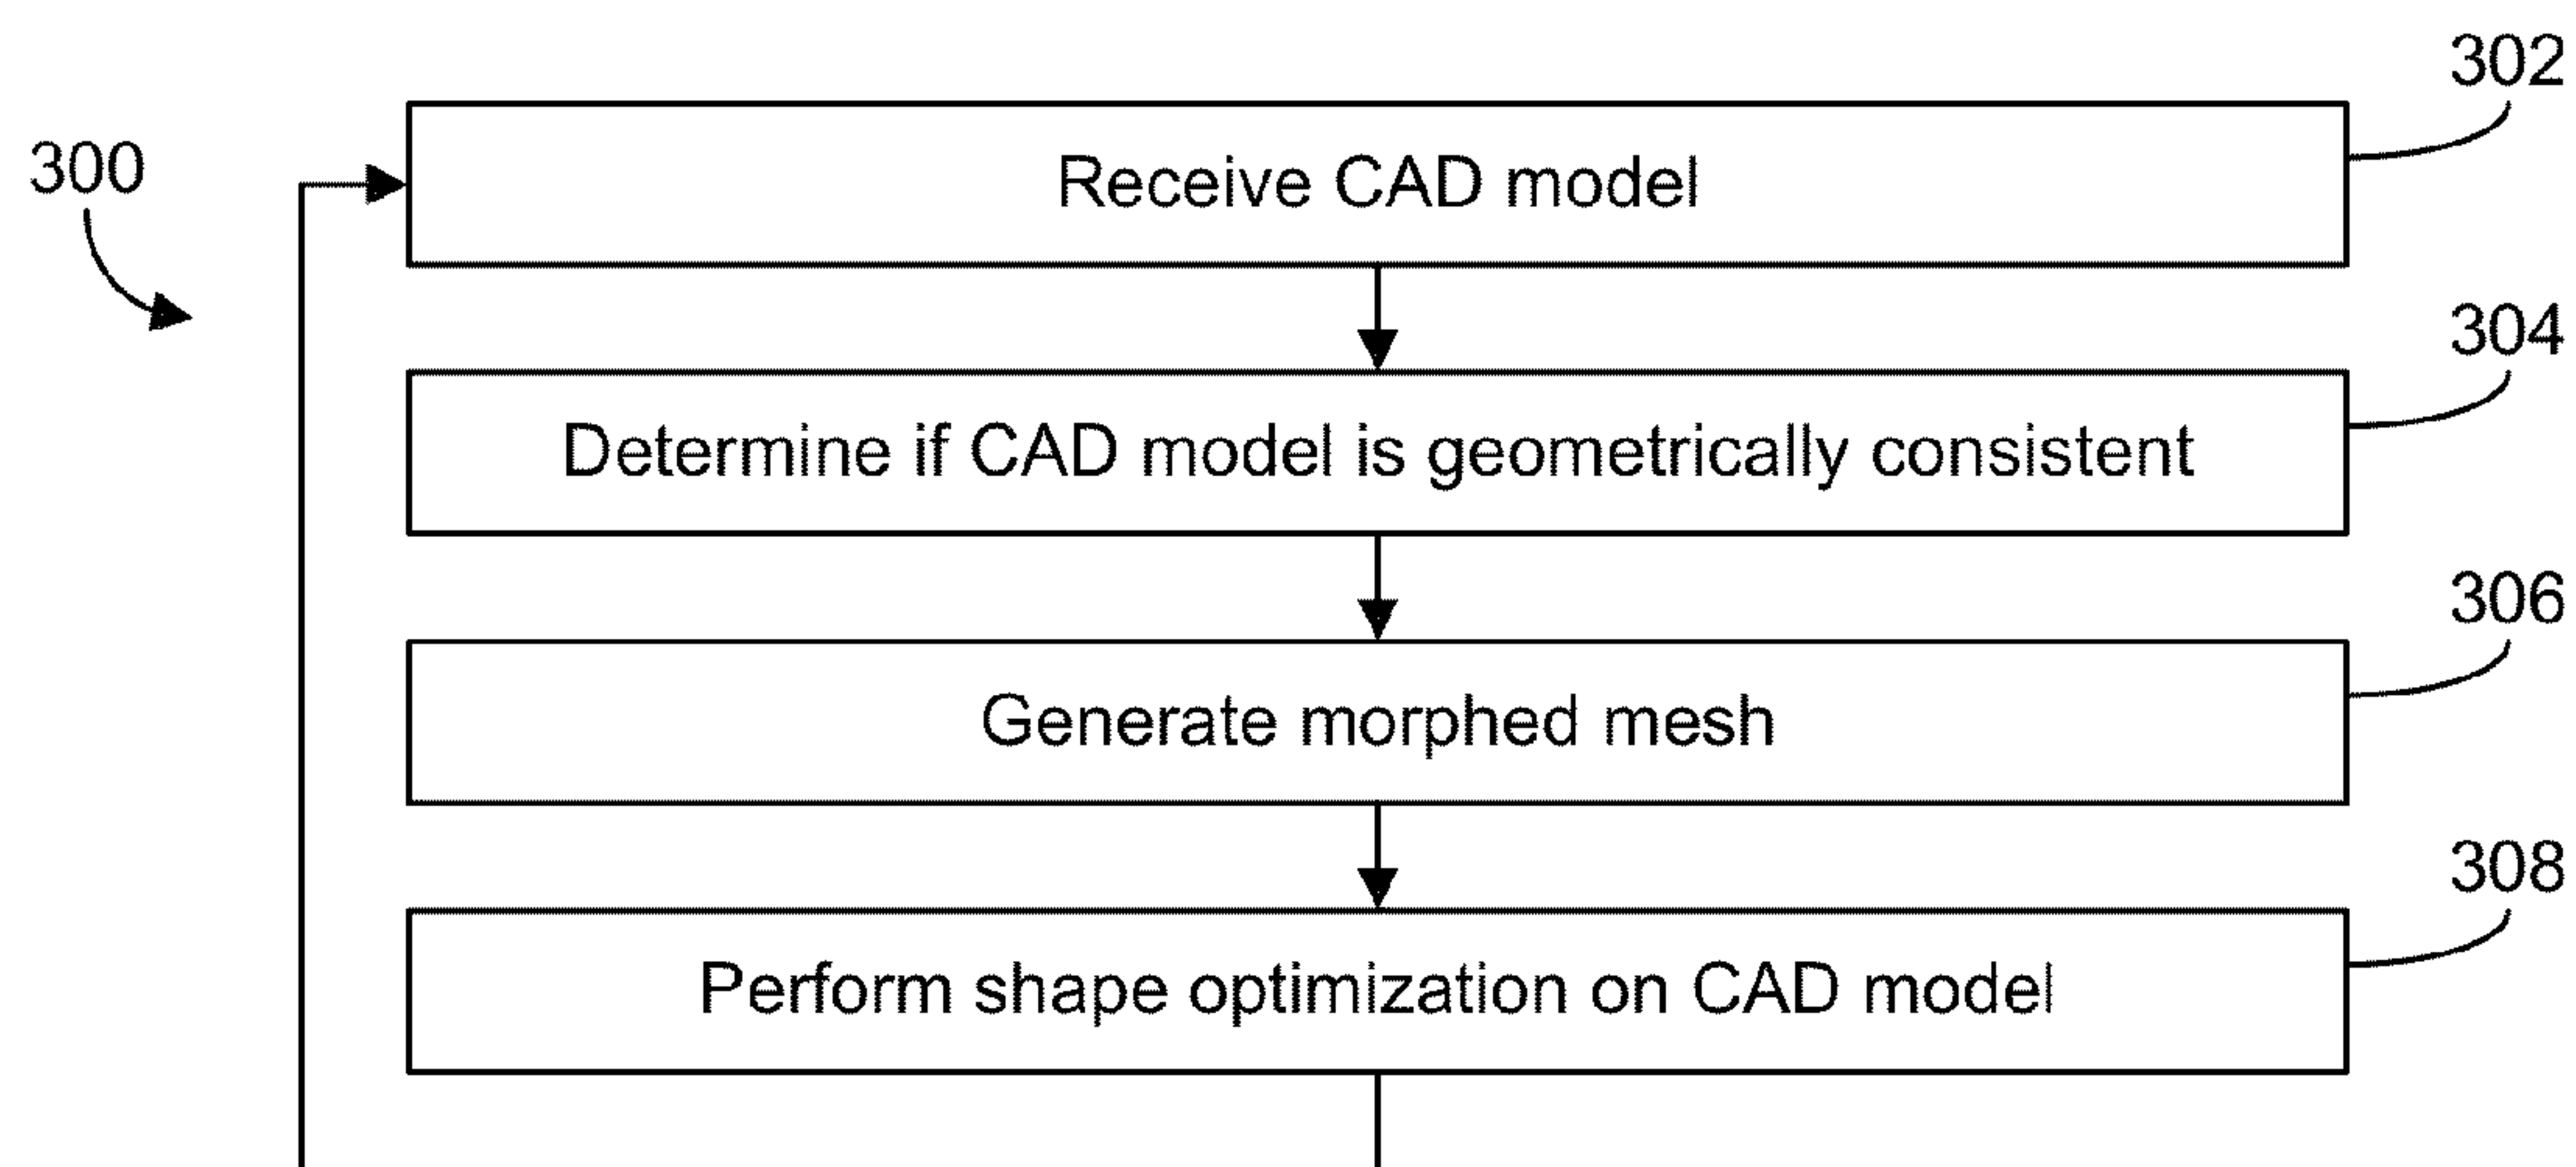 302
300
Receive CAD model
304
Determine if CAD model is geometrically consistent
306
Generate morphed mesh
308
Perform shape optimization on CAD model